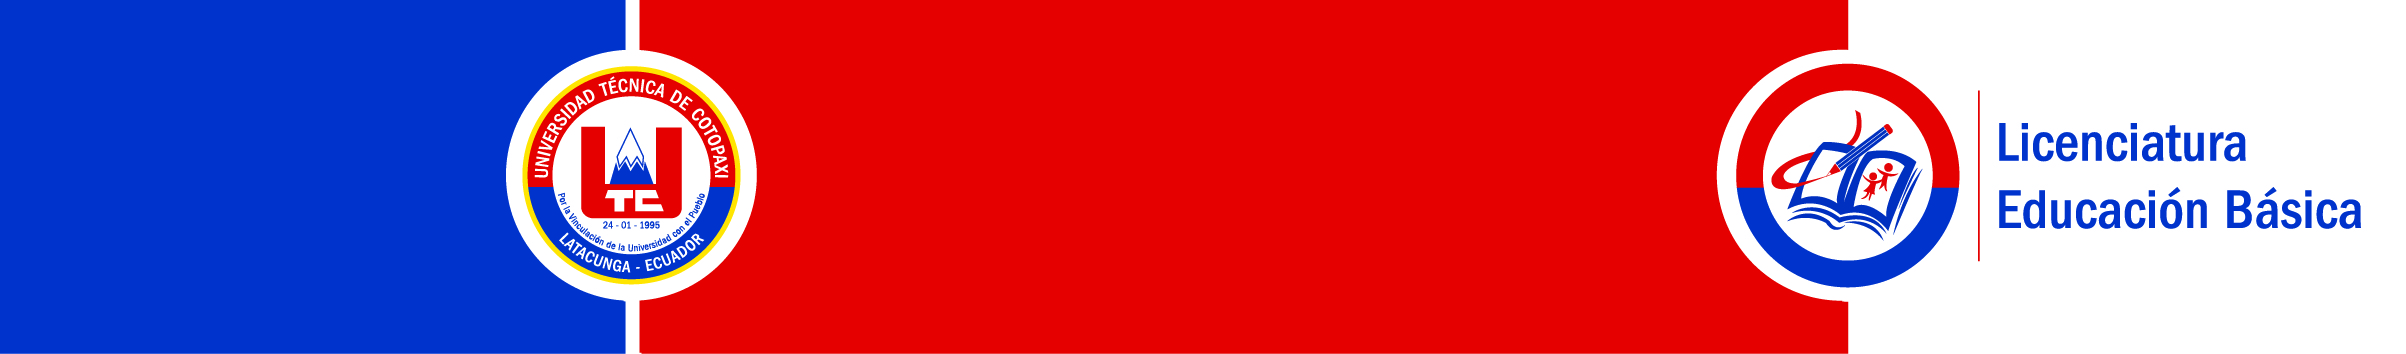 UNIVERSIDAD TÉCNICA DE COTOPAXI
UTC
24 - 01 - 1995
Por la Vinculación de la Universidad con el Pueblo
LATACUNGA - ECUADOR
Licenciatura
Educación Básica